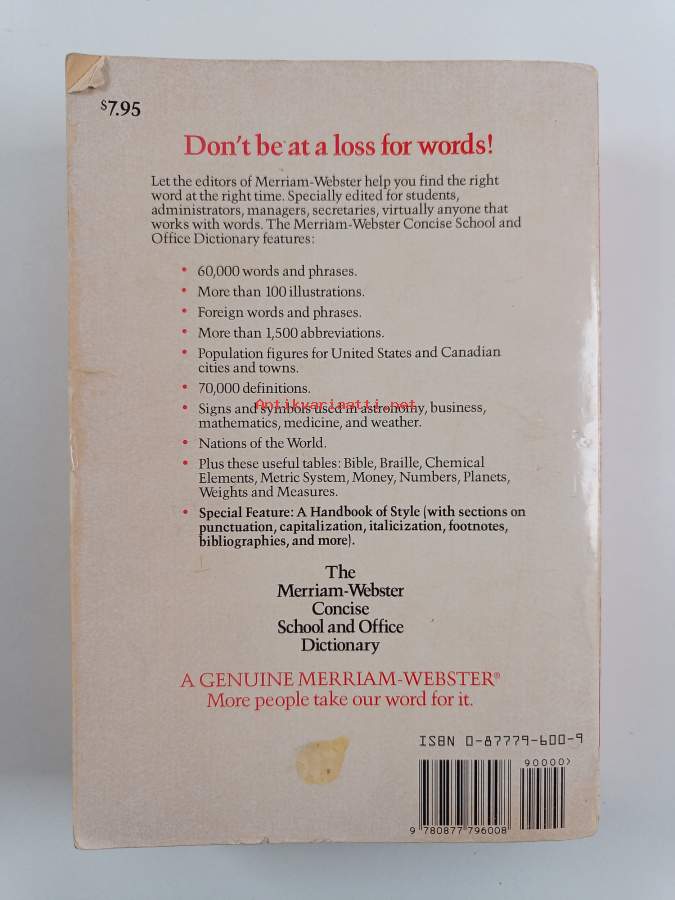 $7.95
Don't be at a loss for words!
Let the editors of Merriam-Webster help you find the right
word at the right time. Specially edited for students,
administrators, managers, secretaries, virtually anyone that
works with words. The Merriam-Webster Concise School and
Office Dictionary features:
• 60,000 words and phrases.
• More than 100 illustrations.
• Foreign words and phrases.
• More than 1,500 abbreviations.
• Population figures for United States and Canadian
cities and towns.
• 70,000 definitions.
Antikvariaatti.net
• Signs and symbols used in astronomy, business,
mathematics, medicine, and weather.
• Nations of the World.
• Plus these useful tables: Bible, Braille, Chemical
Elements, Metric System, Money, Numbers, Planets,
Weights and Measures.
• Special Feature: A Handbook of Style (with sections on
punctuation, capitalization, italicization, footnotes,
bibliographies, and more).
The
Merriam-Webster
Concise
School and Office
Dictionary
A GENUINE MERRIAM-WEBSTER®
More people take our word for it.
ISBN 0-87779-600-9
90000>
9 780877 796008